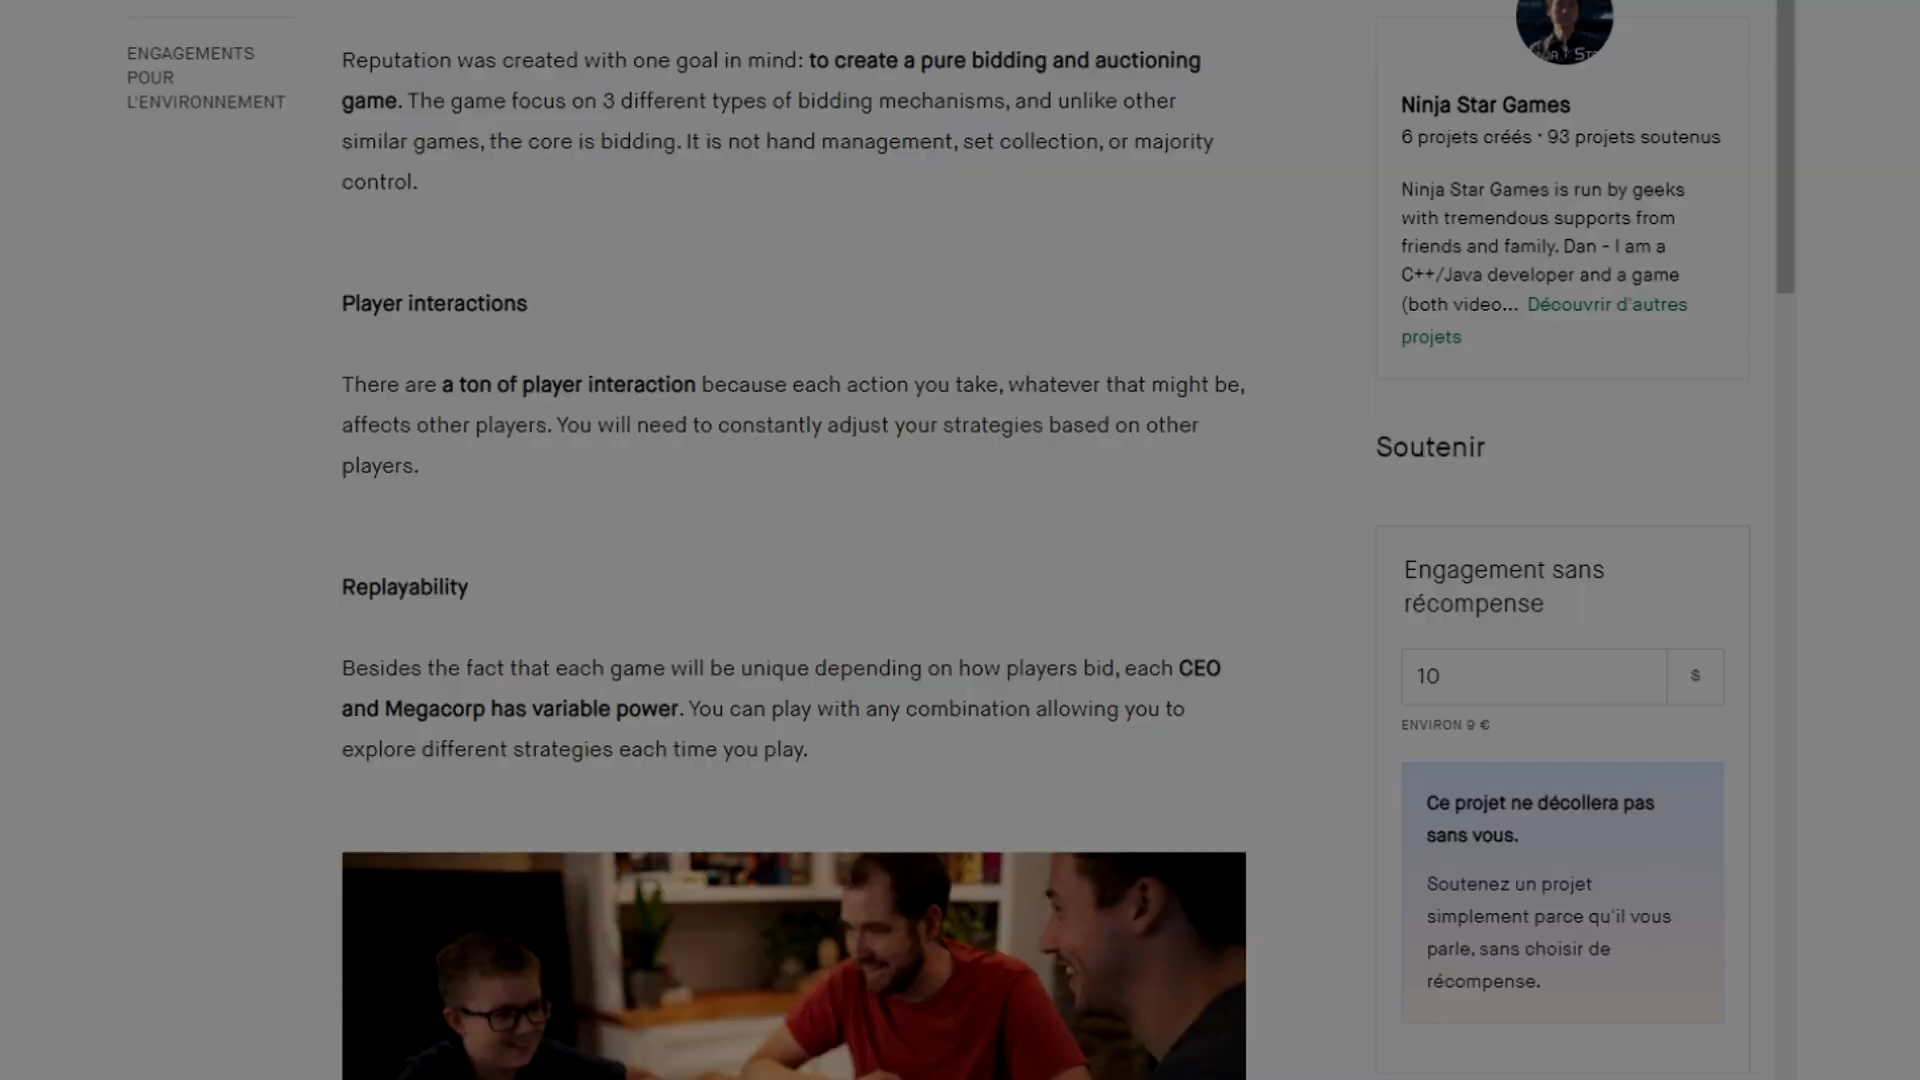 ENGAGEMENTS
POUR
L'ENVIRONNEMENT
Reputation was created with one goal in mind: to create a pure bidding and auctioning
game. The game focus on 3 different types of bidding mechanisms, and unlike other
similar games, the core is bidding. It is not hand management, set collection, or majority
control.
Player interactions
There are a ton of player interaction because each action you take, whatever that might be,
affects other players. You will need to constantly adjust your strategies based on other
players.
Replayability
Besides the fact that each game will be unique depending on how players bid, each CEO
and Megacorp has variable power. You can play with any combination allowing you to
explore different strategies each time you play.
Ninja Star Games
6 projets créés · 93 projets soutenus
Ninja Star Games is run by geeks
with tremendous supports from
friends and family. Dan - I am a
C++/Java developer and a game
(both video... Découvrir d'autres
projets
Soutenir
Engagement sans
récompense
10 $
ENVIRON 9 €
Ce projet ne décollera pas
sans vous.
Soutenez un projet
simplement parce qu'il vous
parle, sans choisir de
récompense.